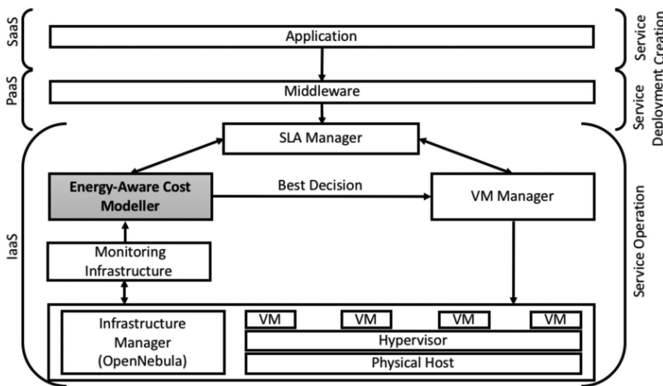 SaaS
Application
Service
Creation
PaaS
Middleware
Service
Deployment
SLA Manager
IaaS
Energy-Aware Cost
Modeller
Best Decision
VM Manager
Service Operation
Monitoring
Infrastructure
Infrastructure
Manager
(OpenNebula)
VM
VM
VM
VM
Hypervisor
Physical Host